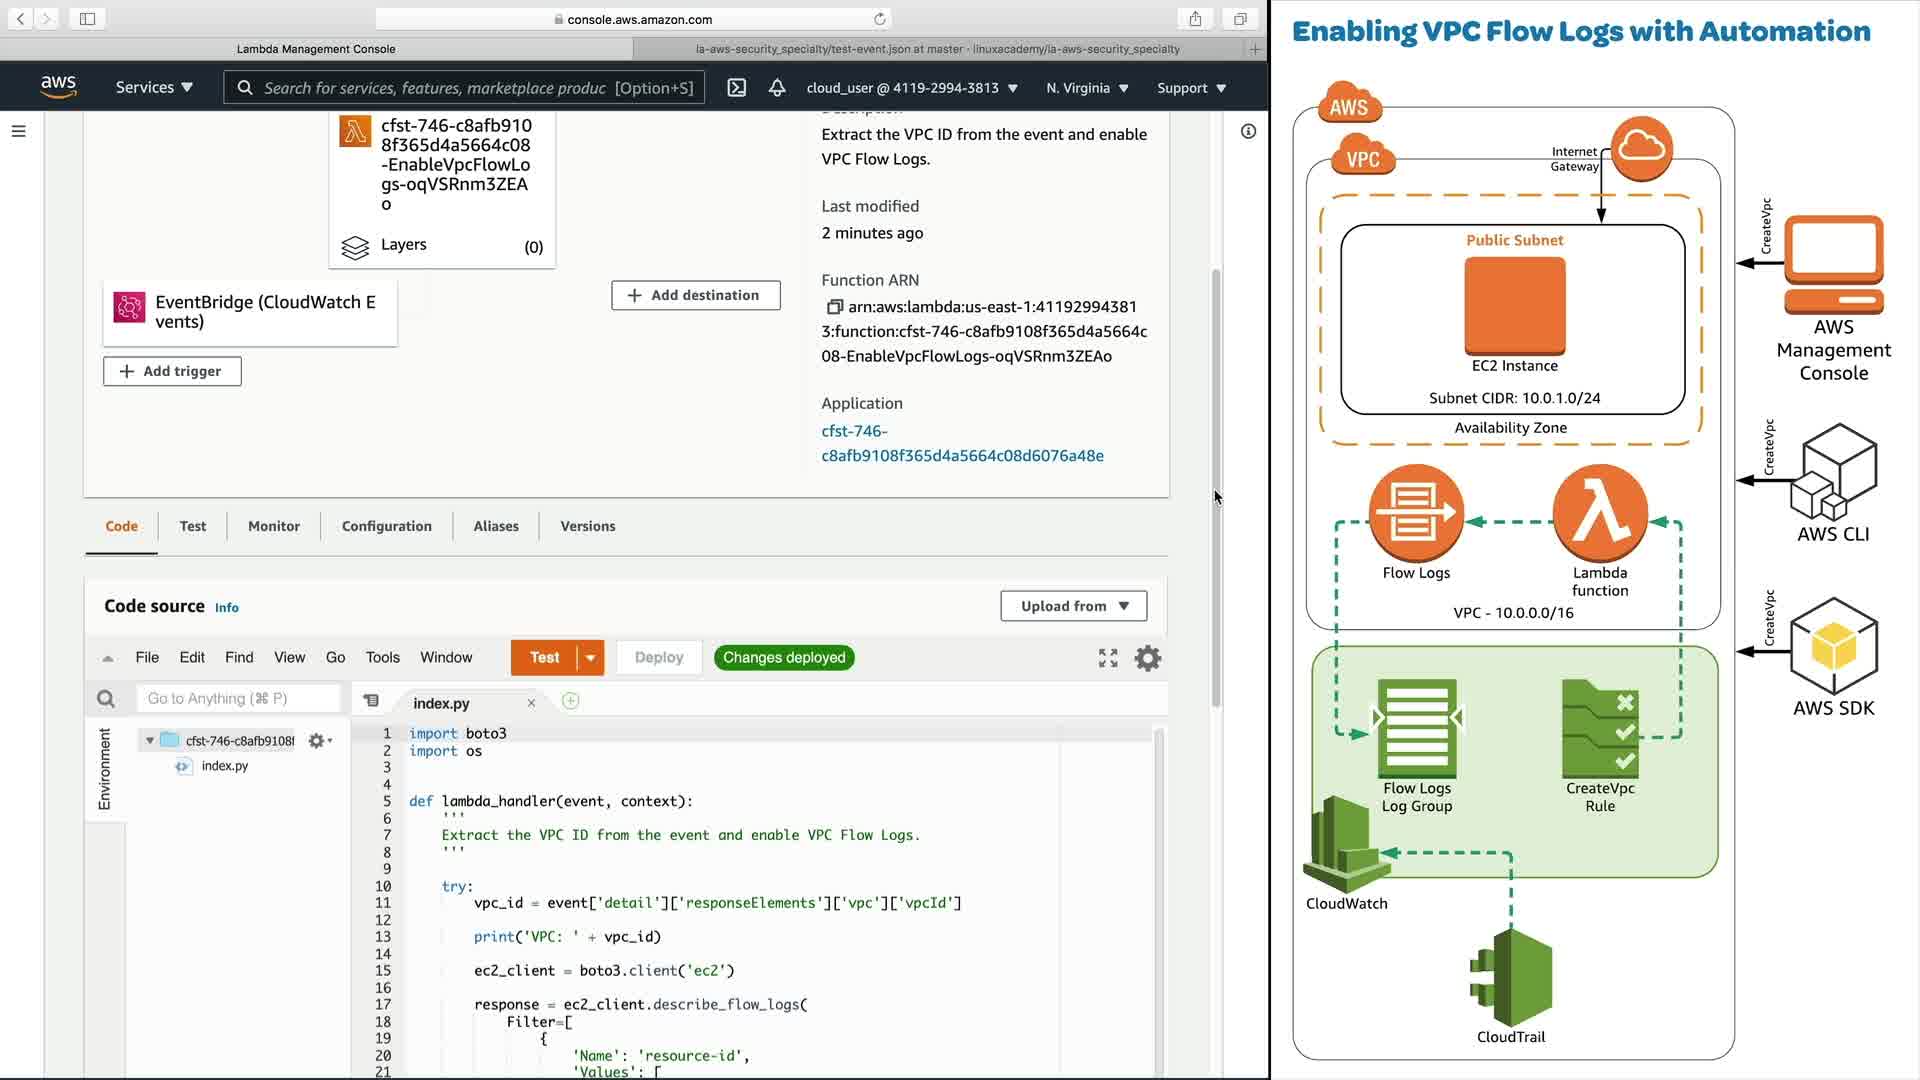 console.aws.amazon.com
Lambda Management Console
la-aws-security_specialty/test-event.json at master · linuxacademy/la-aws-security_specialty
aws
Services
Search for services, features, marketplace produc
[Option+S]
cloud_user @ 4119-2994-3813
N. Virginia
Support
cfst-746-c8afb910
8f365d4a5664c08
-EnableVpcFlowLo
gs-oqVSRnm3ZEA
o
Layers
(0)
EventBridge (CloudWatch E
vents)
Add trigger
Add destination
Description
Extract the VPC ID from the event and enable
VPC Flow Logs.
Last modified
2 minutes ago
Function ARN
arn:aws:lambda:us-east-1:41192994381
3:function:cfst-746-c8afb9108f365d4a5664c
08-EnableVpcFlowLogs-oqVSRnm3ZEAo
Application
cfst-746-
c8afb9108f365d4a5664c08d6076a48e
Code
Test
Monitor
Configuration
Aliases
Versions
Code source
Info
Upload from
File
Edit
Find
View
Go
Tools
Window
Test
Deploy
Changes deployed
Go to Anything (⌘ P)
index.py
Environment
cfst-746-c8afb9108f
index.py
1 import boto3
2 import os
3
4
5 def lambda_handler(event, context):
6 '''
7 Extract the VPC ID from the event and enable VPC Flow Logs.
8 '''
9
10 try:
11 vpc_id = event['detail']['responseElements']['vpc']['vpcId']
12
13 print('VPC: ' + vpc_id)
14
15 ec2_client = boto3.client('ec2')
16
17 response = ec2_client.describe_flow_logs(
18 Filter=[
19 {
20 'Name': 'resource-id',
21 'Values': [
Enabling VPC Flow Logs with Automation
AWS
VPC
Internet
Gateway
Public Subnet
EC2 Instance
Subnet CIDR: 10.0.1.0/24
Availability Zone
Flow Logs
Lambda
function
VPC - 10.0.0.0/16
Flow Logs
Log Group
CreateVpc
Rule
CloudWatch
CloudTrail
CreateVpc
AWS
Management
Console
CreateVpc
AWS CLI
CreateVpc
AWS SDK